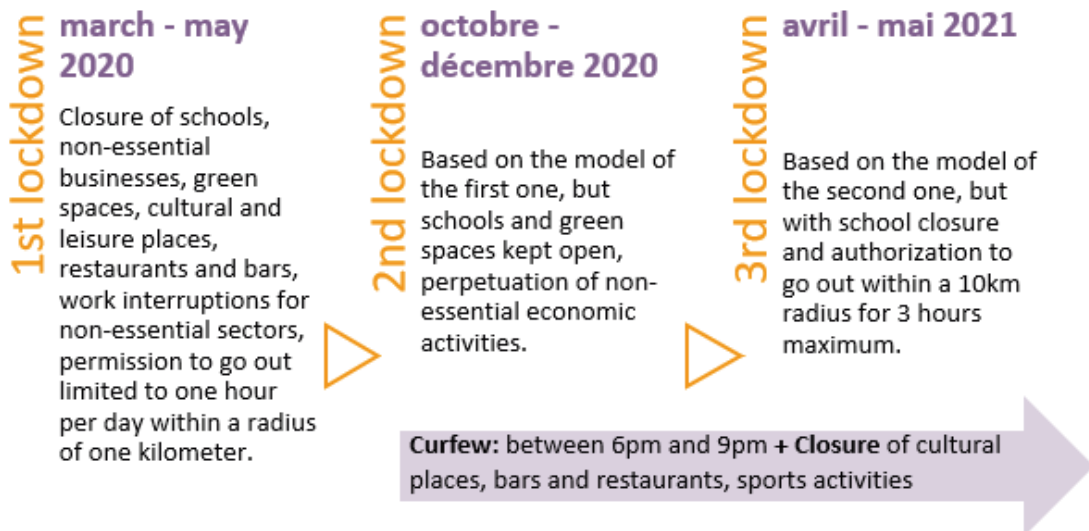 1st lockdown
march - may
2020
Closure of schools,
non-essential
businesses, green
spaces, cultural and
leisure places,
restaurants and bars,
work interruptions for
non-essential sectors,
permission to go out
limited to one hour
per day within a radius
of one kilometer.
2nd lockdown
octobre -
décembre 2020
Based on the model of
the first one, but
schools and green
spaces kept open,
perpetuation of non-
essential economic
activities.
3rd lockdown
avril - mai 2021
Based on the model of
the second one, but
with school closure
and authorization to
go out within a 10km
radius for 3 hours
maximum.
Curfew: between 6pm and 9pm + Closure of cultural
places, bars and restaurants, sports activities